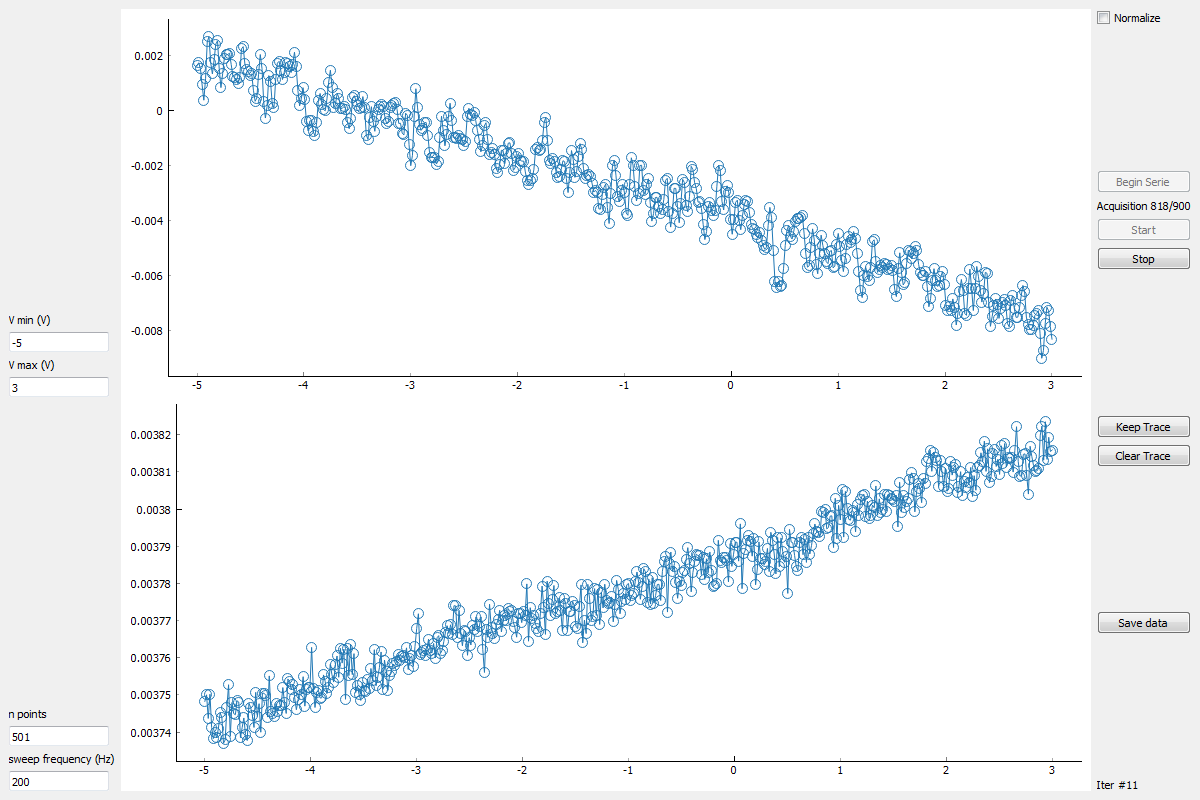 Normalize
0.002
0
-0.002
-0.004
-0.006
-0.008
-5
-4
-3
-2
-1
0
1
2
3
Begin Serie
Acquisition 818/900
Start
Stop
V min (V)
-5
V max (V)
3
0.00382
0.00381
0.0038
0.00379
0.00378
0.00377
0.00376
0.00375
0.00374
-5
-4
-3
-2
-1
0
1
2
3
Keep Trace
Clear Trace
Save data
n points
501
sweep frequency (Hz)
200
Iter #11